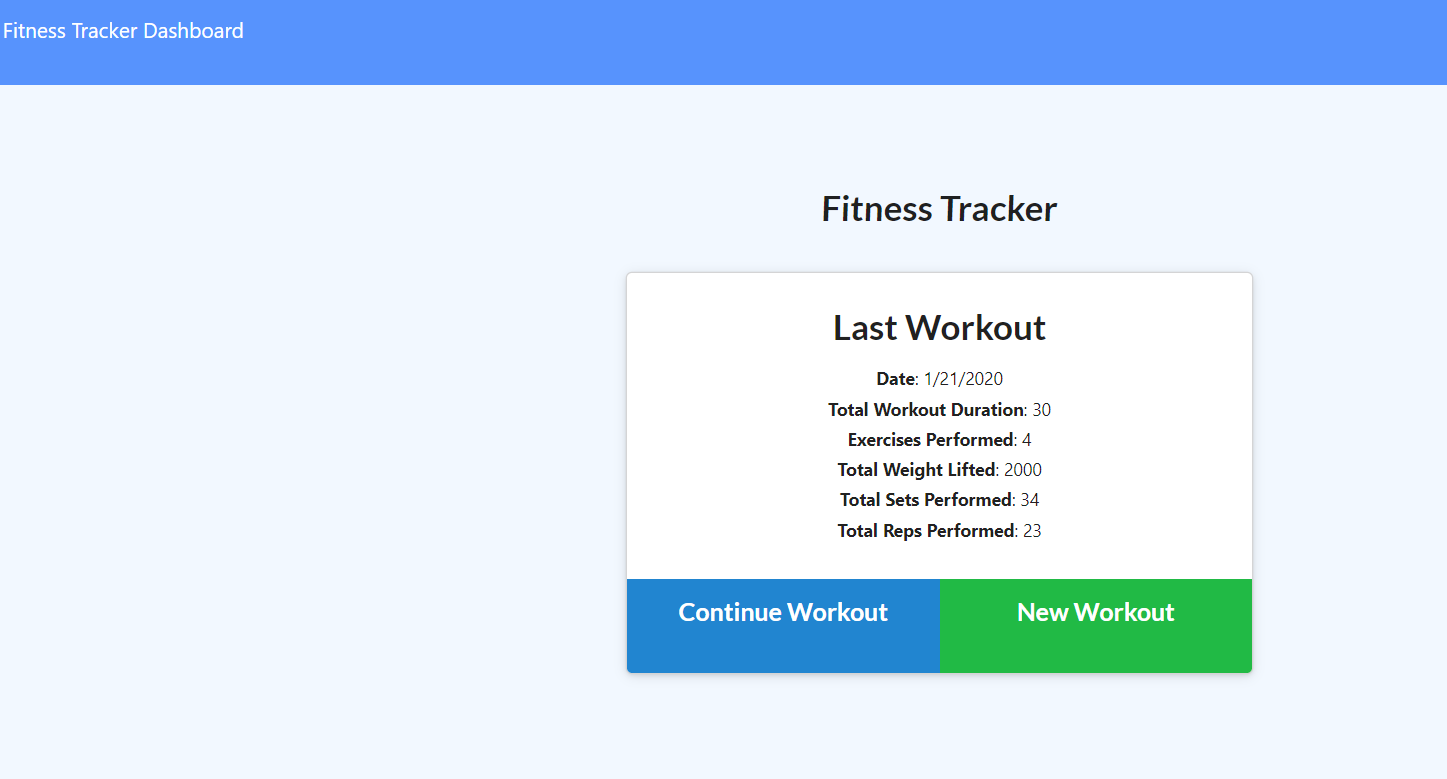 Fitness Tracker Dashboard
Fitness Tracker
Last Workout
Date: 1/21/2020
Total Workout Duration: 30
Exercises Performed: 4
Total Weight Lifted: 2000
Total Sets Performed: 34
Total Reps Performed: 23
Continue Workout
New Workout